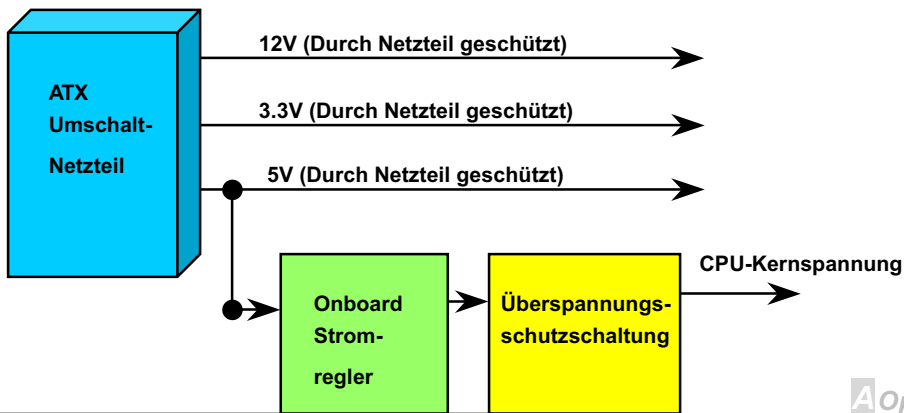 12V (Durch Netzteil geschützt)
ATX
Umschalt-
Netzteil
3.3V (Durch Netzteil geschützt)
5V (Durch Netzteil geschützt)
CPU-Kernspannung
Onboard
Strom-
regler
Überspannungs-
schutzschaltung